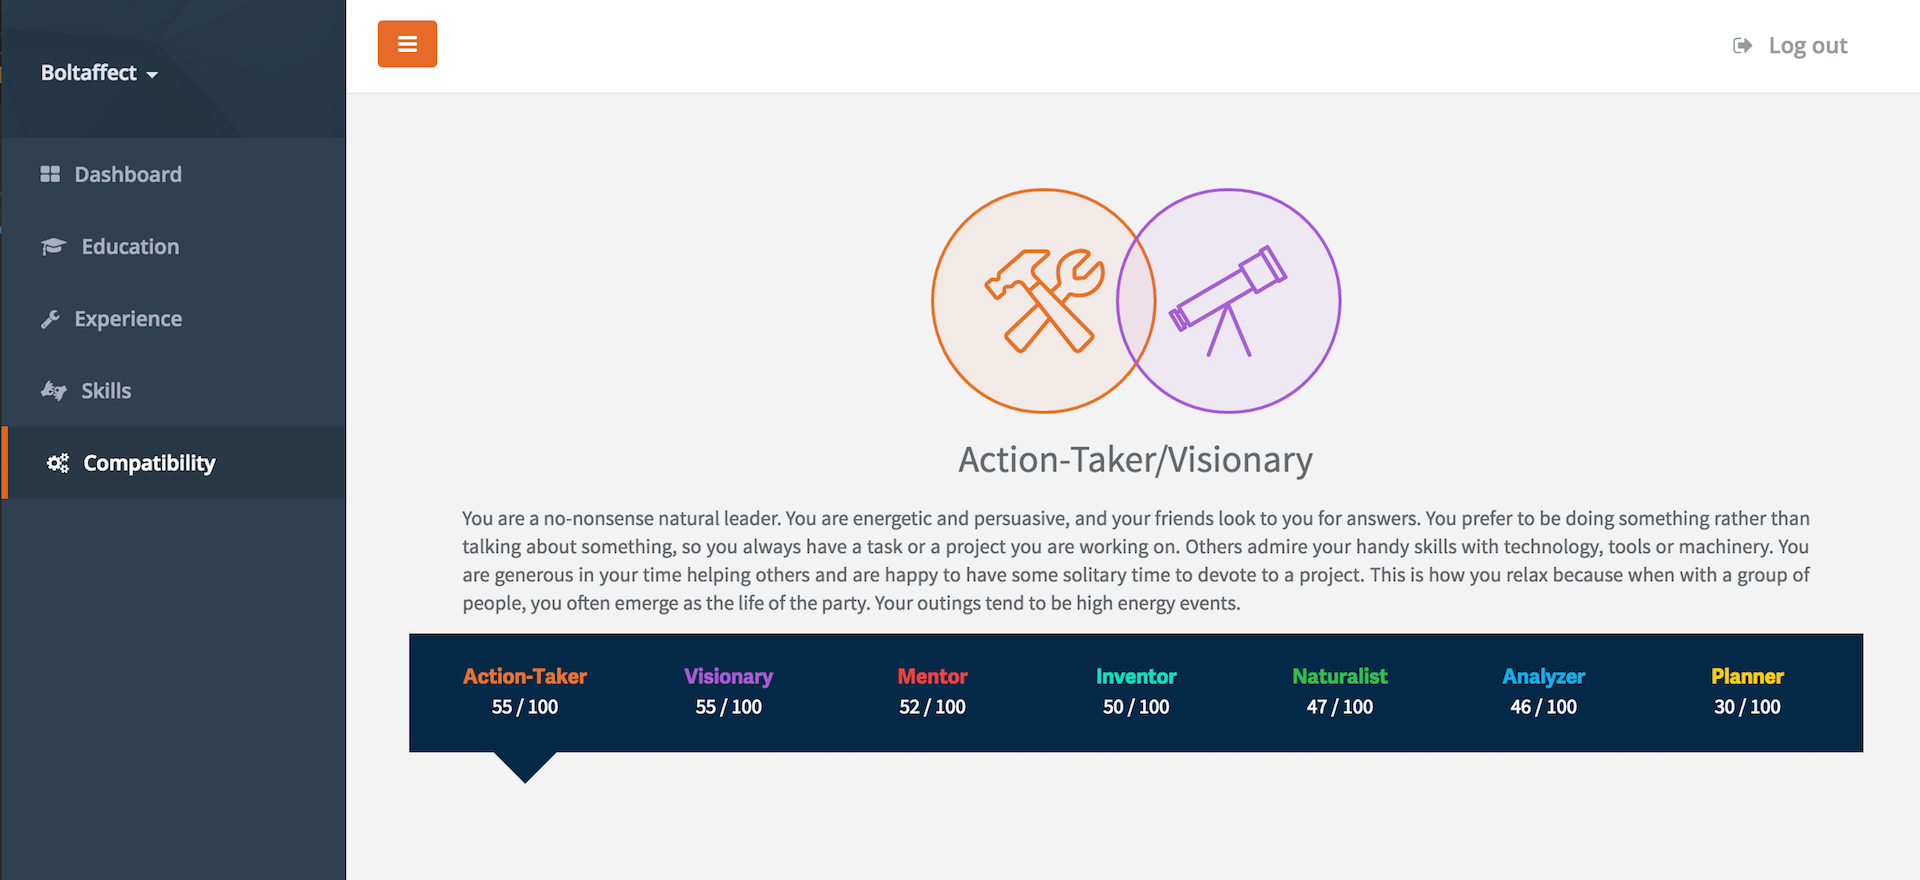 Boltaffect
Log out
Dashboard
Education
Experience
Skills
Compatibility
Action-Taker/Visionary
You are a no-nonsense natural leader. You are energetic and persuasive, and your friends look to you for answers. You prefer to be doing something rather than
talking about something, so you always have a task or a project you are working on. Others admire your handy skills with technology, tools or machinery. You
are generous in your time helping others and are happy to have some solitary time to devote to a project. This is how you relax because when with a group of
people, you often emerge as the life of the party. Your outings tend to be high energy events.
Action-Taker Visionary Mentor Inventor Naturalist Analyzer Planner
55 / 100 55 / 100 52 / 100 50 / 100 47 / 100 46 / 100 30 / 100